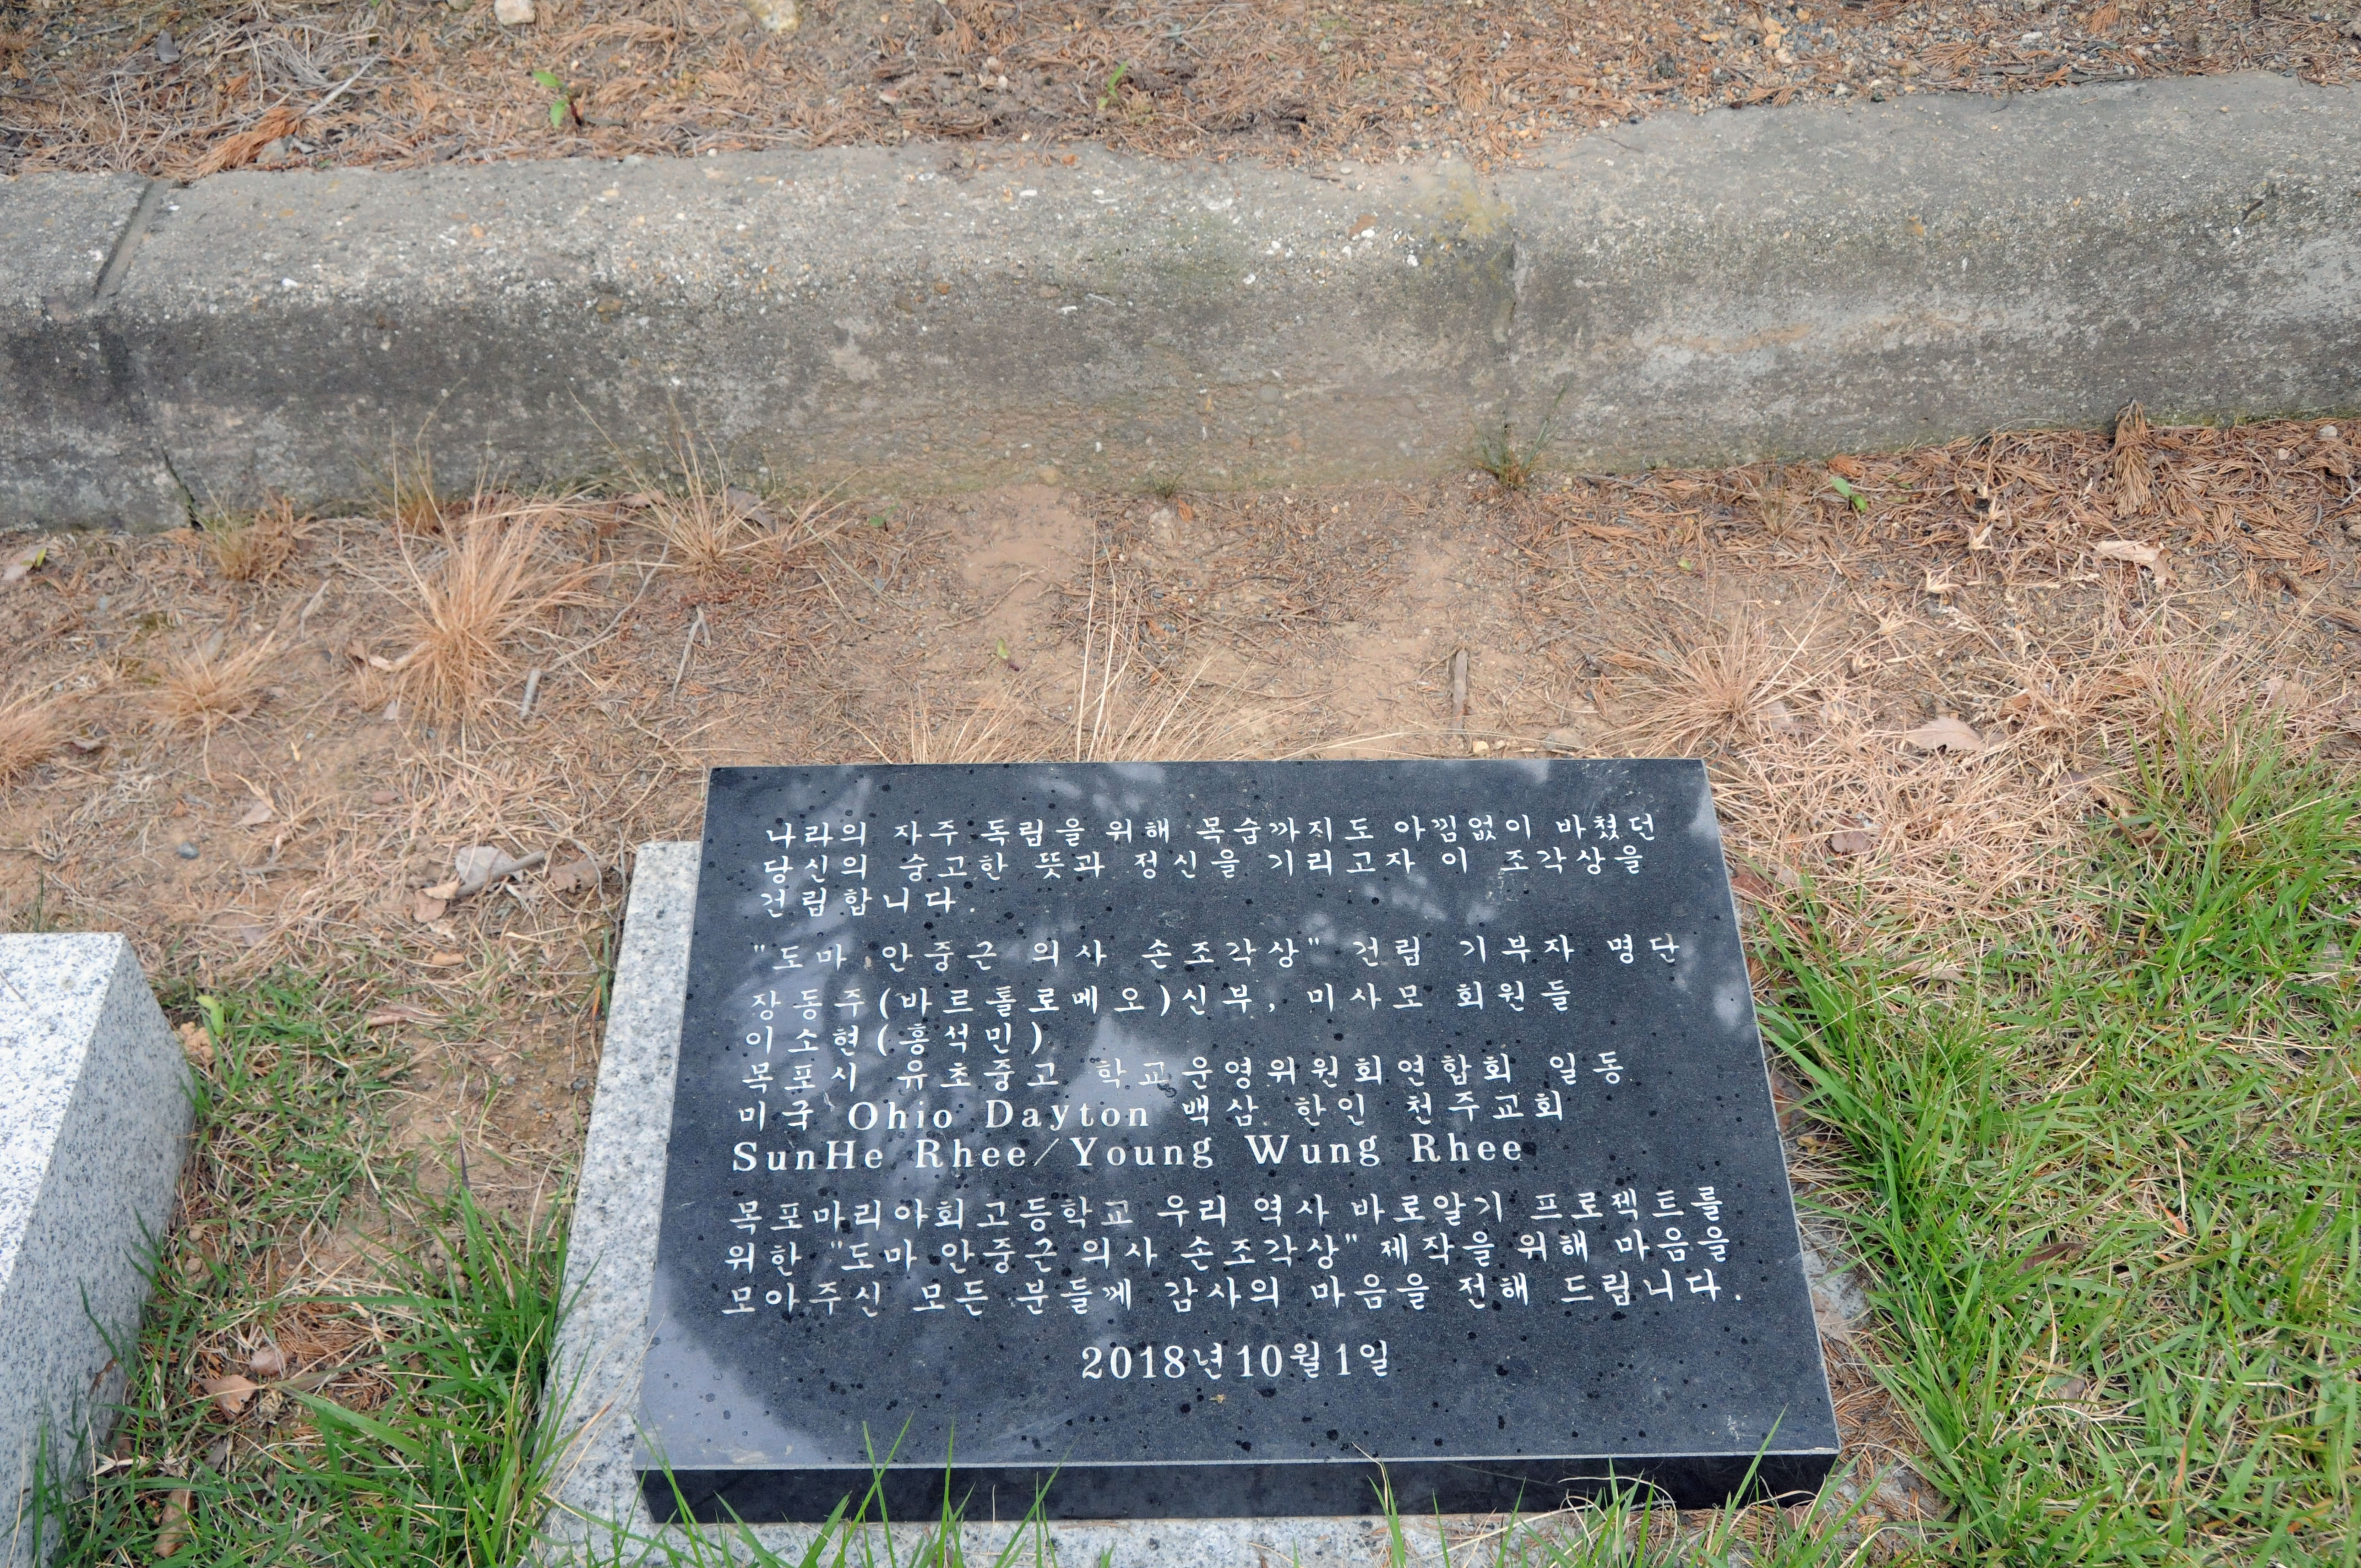 나라의 자주 독립을 위해 목숨까지도 아낌없이 바쳤던
당신의 숭고한 뜻과 정신을 기리고자 이 조각상을
건립합니다.
"도마 안중근 의사 손조각상" 건립 기부자 명단
장동주(바르톨로메오)신부, 미사모 회원들
이소현(홍석민)
목포시 유초중고 학교운영위원회연합회 일동
미국 Ohio Dayton 백삼 한인 천주교회
SunHe Rhee/Young Wung Rhee
목포마리아회고등학교 우리 역사 바로알기 프로젝트를
위한 "도마 안중근 의사 손조각상" 제작을 위해 마음을
모아주신 모든 분들께 감사의 마음을 전해 드립니다.
2018년10월1일